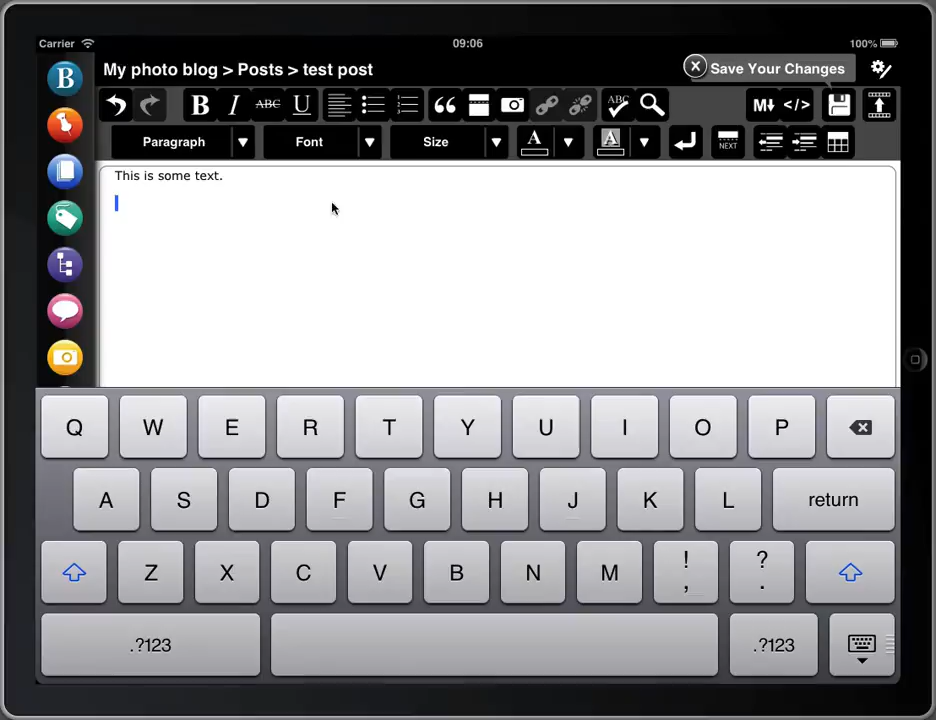 Carrier 09:06 100%
B My photo blog > Posts > test post Save Your Changes
B I ABC U ABC M↓ </>
Paragraph Font Size A A NEXT
This is some text.
Q W E R T Y U I O P
A S D F G H J K L return
Z X C V B N M ! , ? .
.?123 .?123